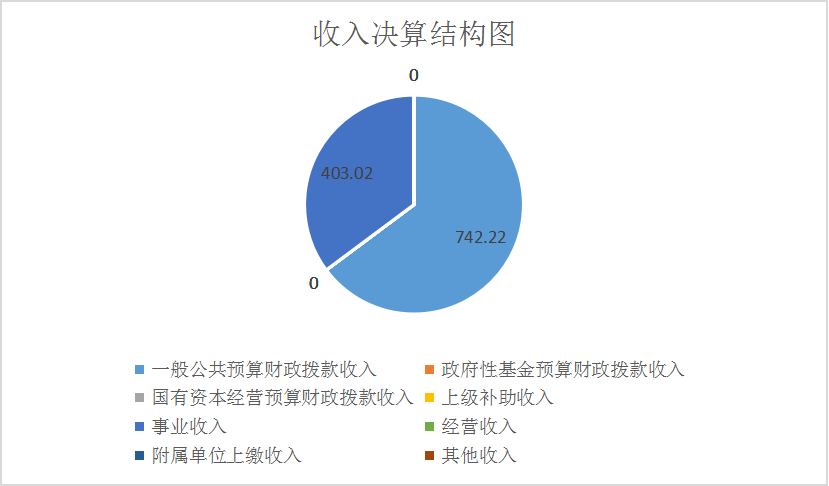 收入决算结构图
0
403.02
742.22
0
一般公共预算财政拨款收入
政府性基金预算财政拨款收入
国有资本经营预算财政拨款收入
上级补助收入
事业收入
经营收入
附属单位上缴收入
其他收入